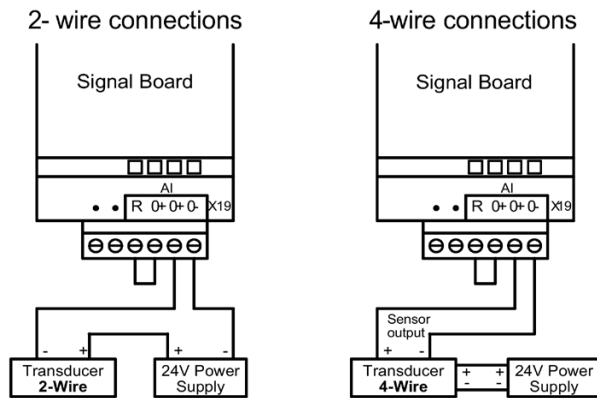 2- wire connections
Signal Board
AI
R 0+ 0+ 0- X19
- + + -
Transducer
2-Wire
24V Power
Supply
4-wire connections
Signal Board
AI
R 0+ 0+ 0- X19
Sensor
output
+ -
Transducer
4-Wire
+ +
- -
24V Power
Supply